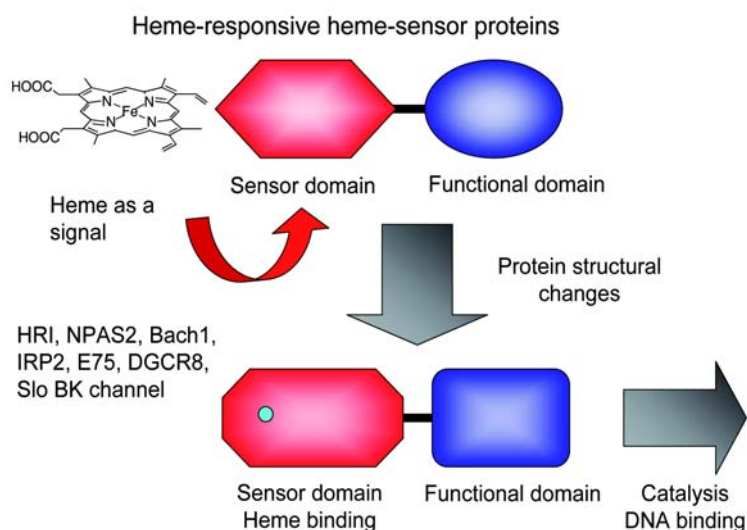 Heme-responsive heme-sensor proteins
HOOC
HOOC
N
N
Fe
N
N
Sensor domain
Functional domain
Heme as a
signal
Protein structural
changes
HRI, NPAS2, Bach1,
IRP2, E75, DGCR8,
Slo BK channel
Sensor domain
Heme binding
Functional domain
Catalysis
DNA binding